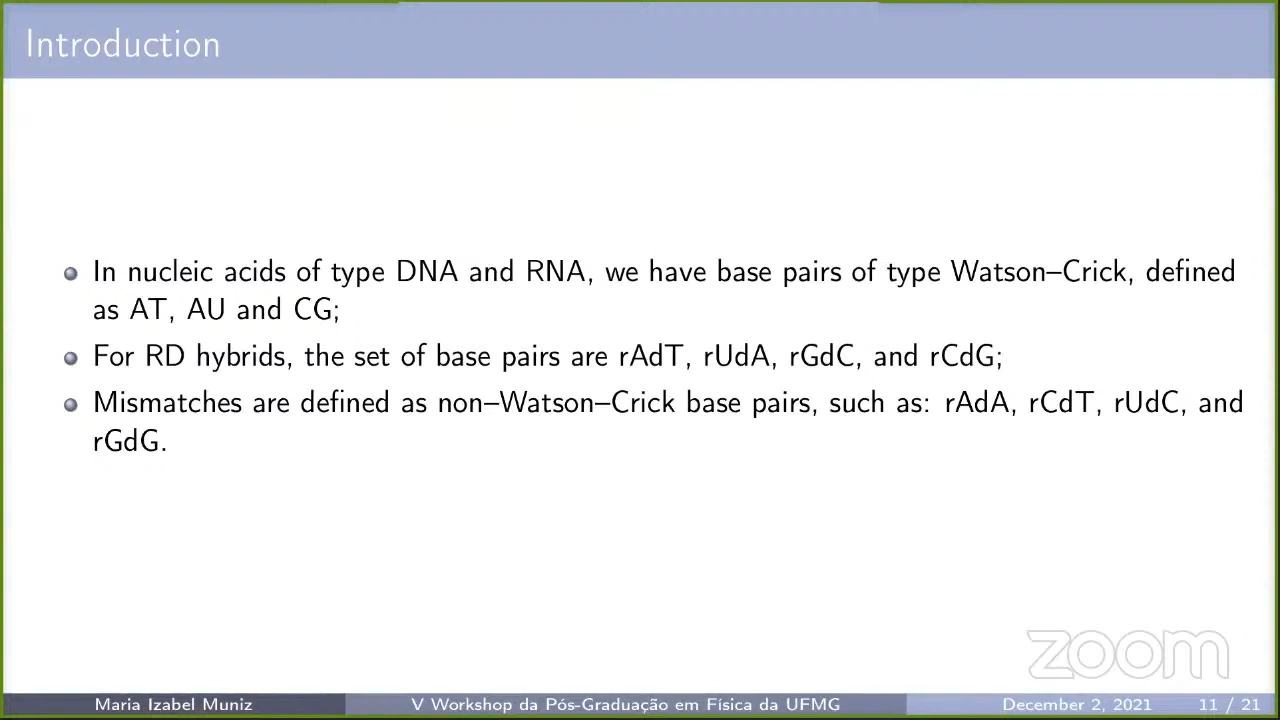 Introduction
In nucleic acids of type DNA and RNA, we have base pairs of type Watson–Crick, defined
as AT, AU and CG;
For RD hybrids, the set of base pairs are rAdT, rUdA, rGdC, and rCdG;
Mismatches are defined as non–Watson–Crick base pairs, such as: rAdA, rCdT, rUdC, and
rGdG.
zoom
Maria Izabel Muniz V Workshop da Pós-Graduação em Física da UFMG December 2, 2021 11 / 21